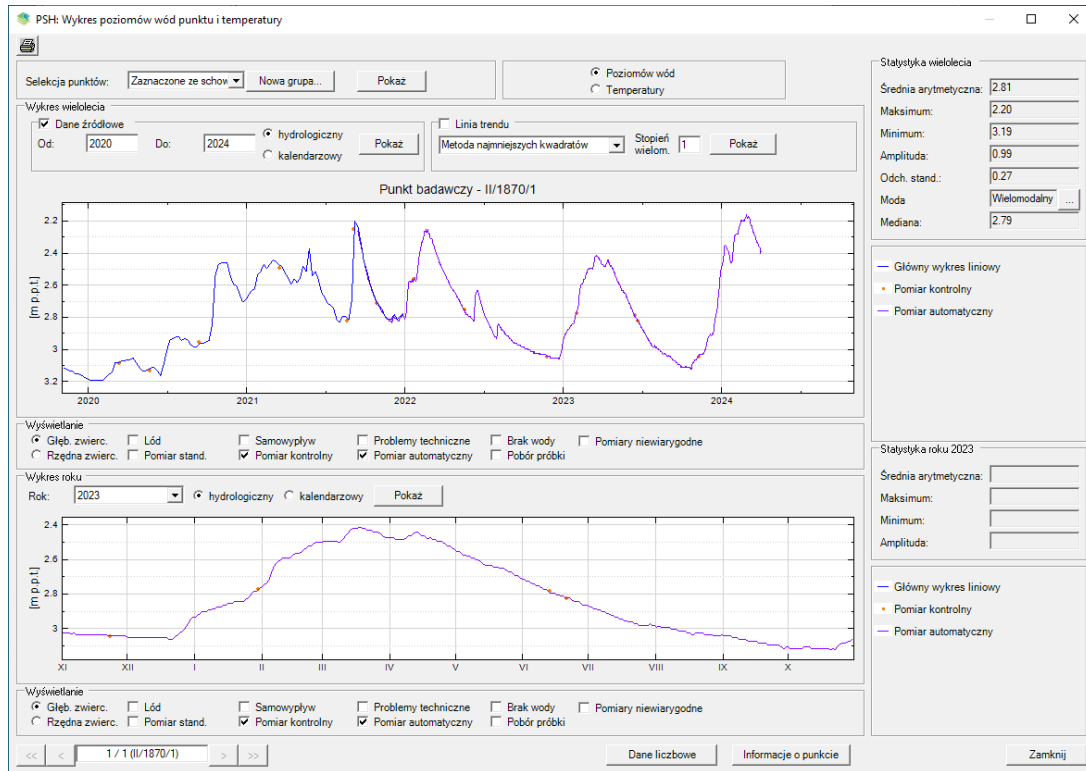 PSH: Wykres poziomów wód punktu i temperatury
Selekcja punktów: Zaznaczone ze schow Nowa grupa... Pokaż
Poziomów wód
Temperatury
Wykres wielolecia
Dane źródłowe
Od: 2020 Do: 2024 hydrologiczny kalendarzowy Pokaż
Linia trendu
Metoda najmniejszych kwadratów Stopień wielom. 1 Pokaż
Punkt badawczy - II/1870/1
[m p.p.t]
2.2
2.4
2.6
2.8
3
3.2
2020 2021 2022 2023 2024
Wyświetlanie
Głęb. zwierc. Lód Samowypływ Problemy techniczne Brak wody Pomiary niewiarygodne
Rzędna zwierc. Pomiar stand. Pomiar kontrolny Pomiar automatyczny Pobór próbki
Wykres roku
Rok: 2023 hydrologiczny kalendarzowy Pokaż
[m p.p.t]
2.4
2.6
2.8
3
XI XII I II III IV V VI VII VIII IX X
Wyświetlanie
Głęb. zwierc. Lód Samowypływ Problemy techniczne Brak wody Pomiary niewiarygodne
Rzędna zwierc. Pomiar stand. Pomiar kontrolny Pomiar automatyczny Pobór próbki
<< < 1 / 1 (II/1870/1) > >> Dane liczbowe Informacje o punkcie Zamknij
Statystyka wielolecia
Średnia arytmetyczna: 2.81
Maksimum: 2.20
Minimum: 3.19
Amplituda: 0.99
Odch. stand.: 0.27
Moda Wielomodalny ...
Mediana: 2.79
Główny wykres liniowy
Pomiar kontrolny
Pomiar automatyczny
Statystyka roku 2023
Średnia arytmetyczna:
Maksimum:
Minimum:
Amplituda:
Główny wykres liniowy
Pomiar kontrolny
Pomiar automatyczny